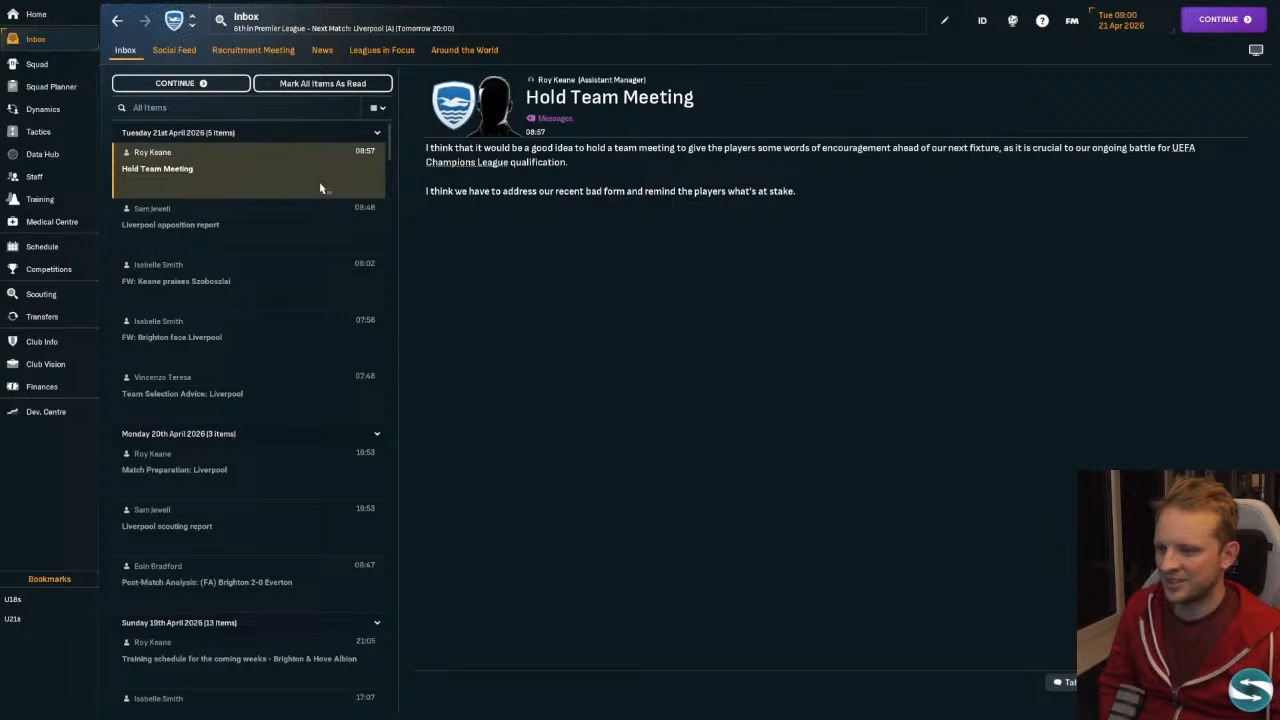 Home
Inbox
Squad
Squad Planner
Dynamics
Tactics
Data Hub
Staff
Training
Medical Centre
Schedule
Competitions
Scouting
Transfers
Club Info
Club Vision
Finances
Dev. Centre
Bookmarks
U18s
U21s
Inbox
6th in Premier League - Next Match: Liverpool (A) (Tomorrow 20:00)
ID
FM
Tue 09:00
21 Apr 2026
CONTINUE
Inbox Social Feed Recruitment Meeting News Leagues in Focus Around the World
CONTINUE Mark All Items As Read
All Items
Tuesday 21st April 2026 (5 items)
Roy Keane 08:57
Hold Team Meeting
Sam Jewell 08:48
Liverpool opposition report
Isabelle Smith 08:02
FW: Keane praises Szoboszlai
Isabelle Smith 07:58
FW: Brighton face Liverpool
Vincenzo Teresa 07:48
Team Selection Advice: Liverpool
Monday 20th April 2026 (3 items)
Roy Keane 18:53
Match Preparation: Liverpool
Sam Jewell 18:53
Liverpool scouting report
Eoin Bradford 08:47
Post-Match Analysis: (FA) Brighton 2-0 Everton
Sunday 19th April 2026 (13 items)
Roy Keane 21:05
Training schedule for the coming weeks - Brighton & Hove Albion
Isabelle Smith 17:07
Roy Keane (Assistant Manager)
Hold Team Meeting
Messages
08:57
I think that it would be a good idea to hold a team meeting to give the players some words of encouragement ahead of our next fixture, as it is crucial to our ongoing battle for UEFA
Champions League qualification.
I think we have to address our recent bad form and remind the players what's at stake.